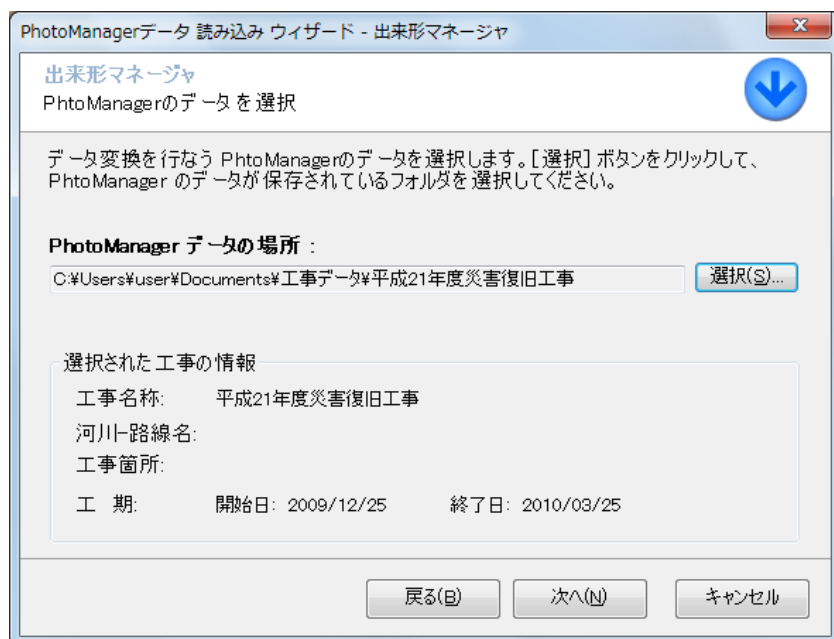 PhotoManagerデータ 読み込み ウィザード - 出来形マネージャ
出来形マネージャ
PhtoManagerのデータを選択
データ変換を行なう PhtoManagerのデータを選択します。[選択] ボタンをクリックして、
PhtoManager のデータが保存されているフォルダを選択してください。
PhotoManager データの場所 :
C:¥Users¥user¥Documents¥工事データ¥平成21年度災害復旧工事
選択(S)...
選択された工事の情報
工事名称: 平成21年度災害復旧工事
河川-路線名:
工事箇所:
工 期: 開始日: 2009/12/25 終了日: 2010/03/25
戻る(B) 次へ(N) キャンセル